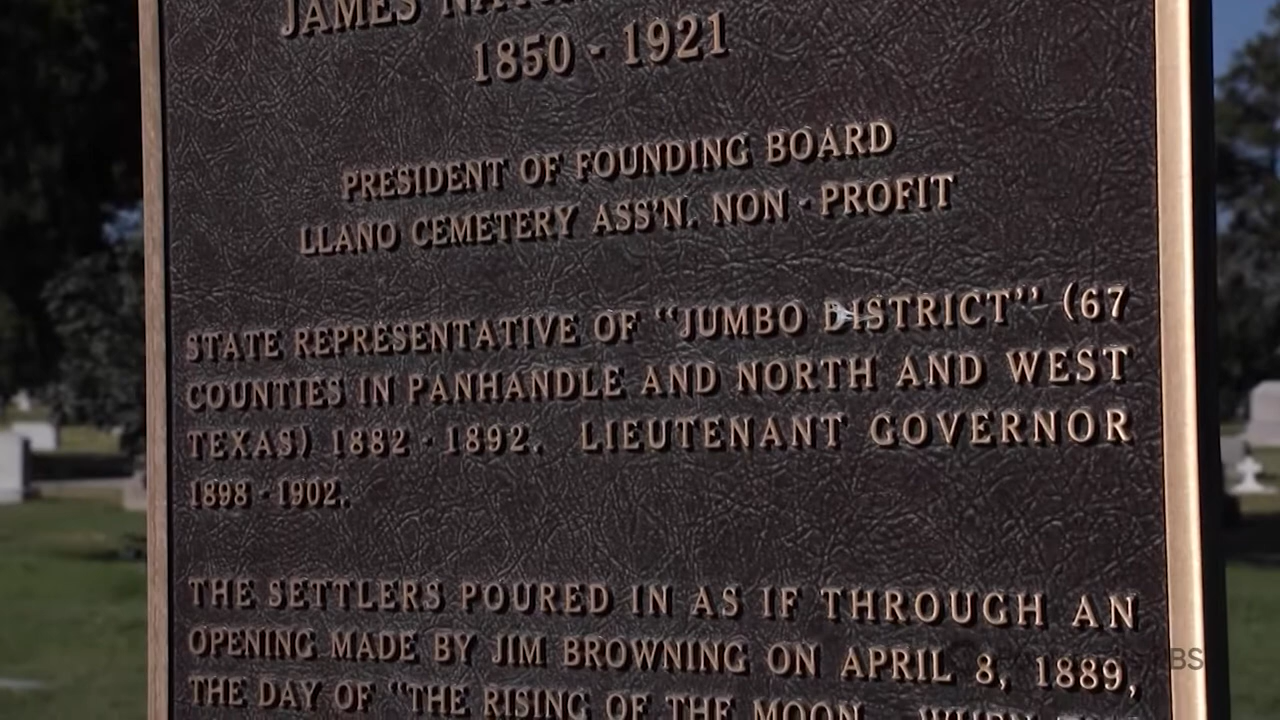 JAMES
1850 - 1921
PRESIDENT OF FOUNDING BOARD
LLANO CEMETERY ASS'N. NON - PROFIT
STATE REPRESENTATIVE OF "JUMBO DISTRICT" (67
COUNTIES IN PANHANDLE AND NORTH AND WEST
TEXAS) 1882 - 1892. LIEUTENANT GOVERNOR
1898 - 1902.
THE SETTLERS POURED IN AS IF THROUGH AN
OPENING MADE BY JIM BROWNING ON APRIL 8, 1889,
THE DAY OF "THE RISING OF THE MOON